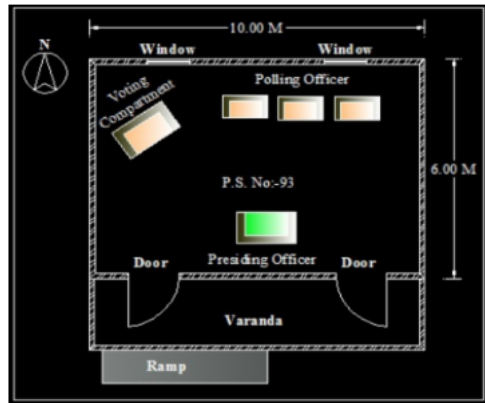 10.00 M
N
Window
Window
Polling Officer
Voting
Compartment
6.00 M
P.S. No:-93
Door
Presiding Officer
Door
Varanda
Ramp